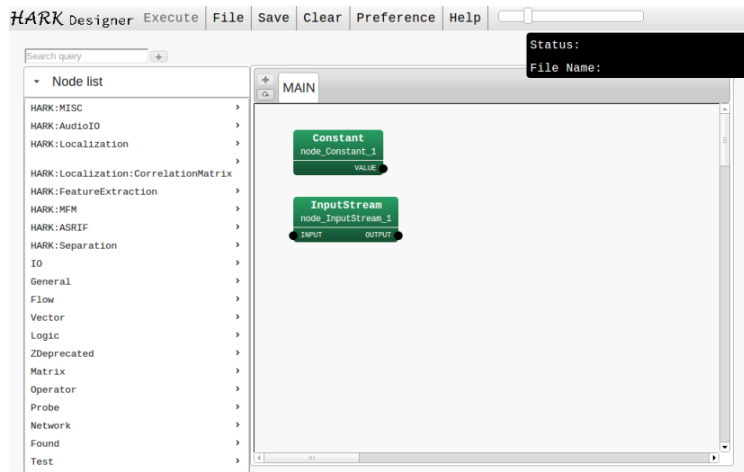 HARK Designer Execute File Save Clear Preference Help
Status:
File Name:
Search query +
Node list
+ MAIN
HARK:MISC
HARK:AudioIO
HARK:Localization
HARK:Localization:CorrelationMatrix
HARK:FeatureExtraction
HARK:MFM
HARK:ASRIF
HARK:Separation
IO
General
Flow
Vector
Logic
ZDeprecated
Matrix
Operator
Probe
Network
Found
Test
Constant
node_Constant_1
VALUE
InputStream
node_InputStream_1
INPUT OUTPUT